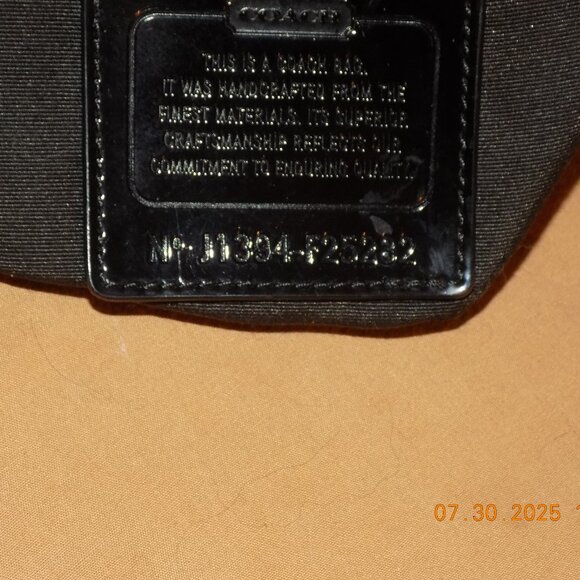 COACH
THIS IS A COACH BAG.
IT WAS HANDCRAFTED FROM THE
FINEST MATERIALS. ITS SUPERIOR
CRAFTSMANSHIP REFLECTS OUR
COMMITMENT TO ENDURING QUALITY
Nº J1394-F25232
07.30.2025